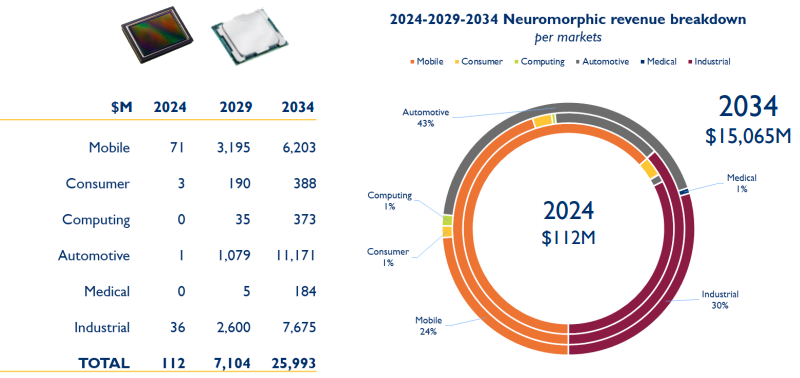 $M 2024 2029 2034
Mobile 71 3,195 6,203
Consumer 3 190 388
Computing 0 35 373
Automotive 1 1,079 11,171
Medical 0 5 184
Industrial 36 2,600 7,675
TOTAL 112 7,104 25,993
2024-2029-2034 Neuromorphic revenue breakdown
per markets
Mobile Consumer Computing Automotive Medical Industrial
2034
$15,065M
Automotive
43%
Medical
1%
Computing
1%
2024
$112M
Consumer
1%
Industrial
30%
Mobile
24%